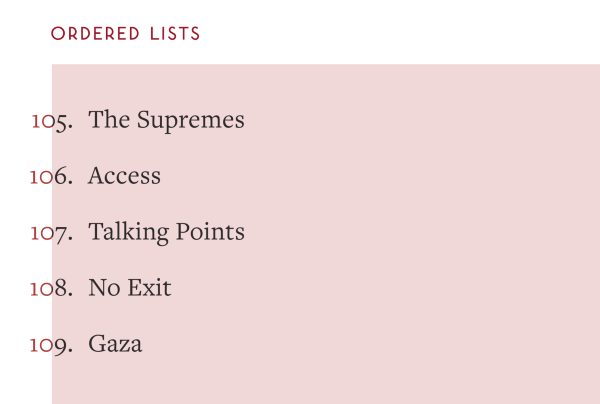 ORDERED LISTS
105. The Supremes
106. Access
107. Talking Points
108. No Exit
109. Gaza